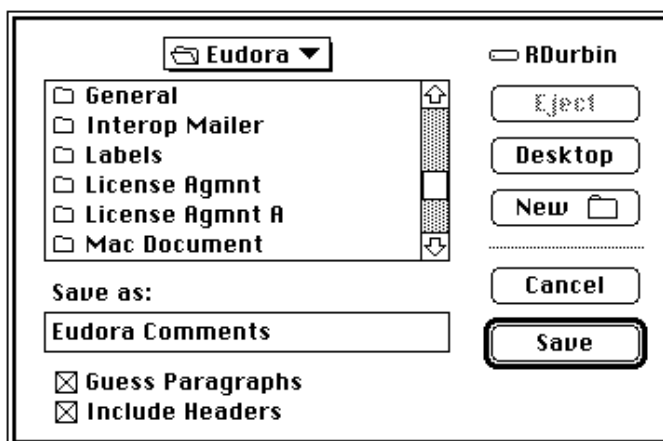 Eudora
RDurbin
General
Interop Mailer
Labels
License Agmnt
License Agmnt A
Mac Document
Eject
Desktop
New
Save as:
Eudora Comments
Cancel
Save
Guess Paragraphs
Include Headers